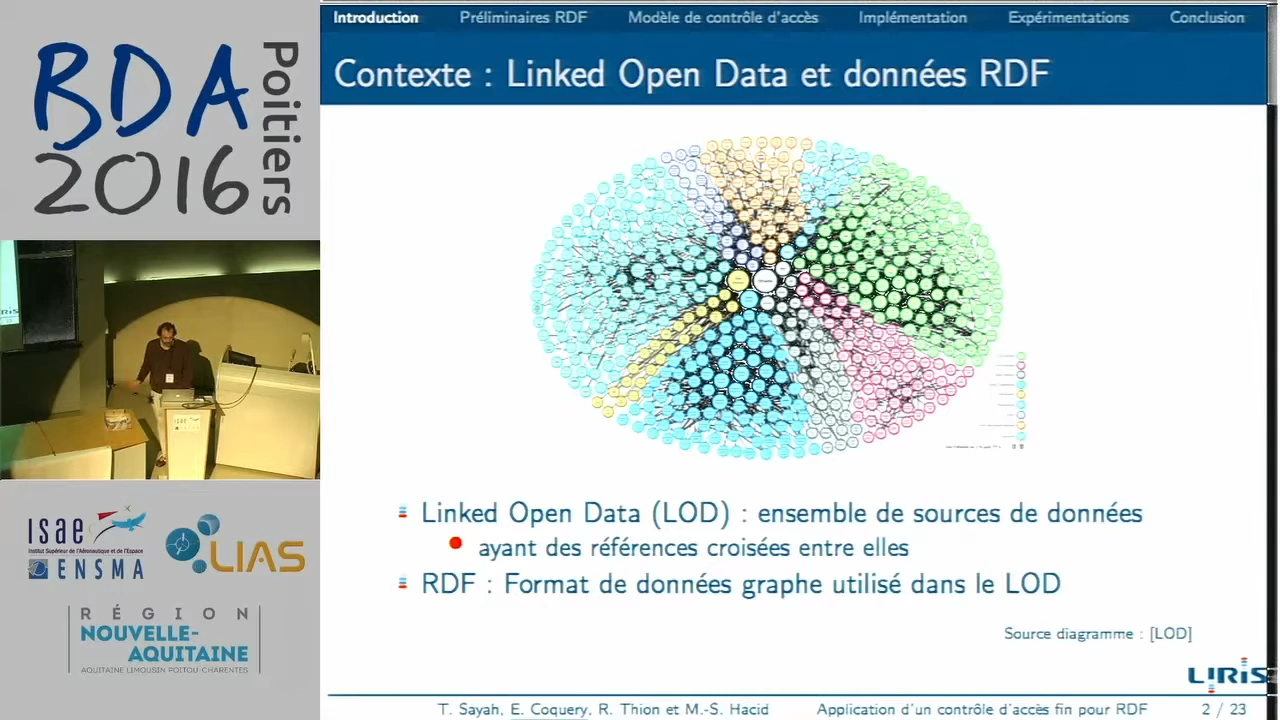 BDA
2016
Poitiers
isae
Institut Supérieur de l'Aéronautique et de l'Espace
ENSMA
LIAS
RÉGION
NOUVELLE-
AQUITAINE
AQUITAINE LIMOUSIN POITOU-CHARENTES
Introduction Préliminaires RDF Modèle de contrôle d'accès Implémentation Expérimentations Conclusion
Contexte : Linked Open Data et données RDF
Linked Open Data (LOD) : ensemble de sources de données
ayant des références croisées entre elles
RDF : Format de données graphe utilisé dans le LOD
Source diagramme : [LOD]
LIRIS
T. Sayah, E. Coquery, R. Thion et M.-S. Hacid Application d'un contrôle d'accès fin pour RDF 2 / 23